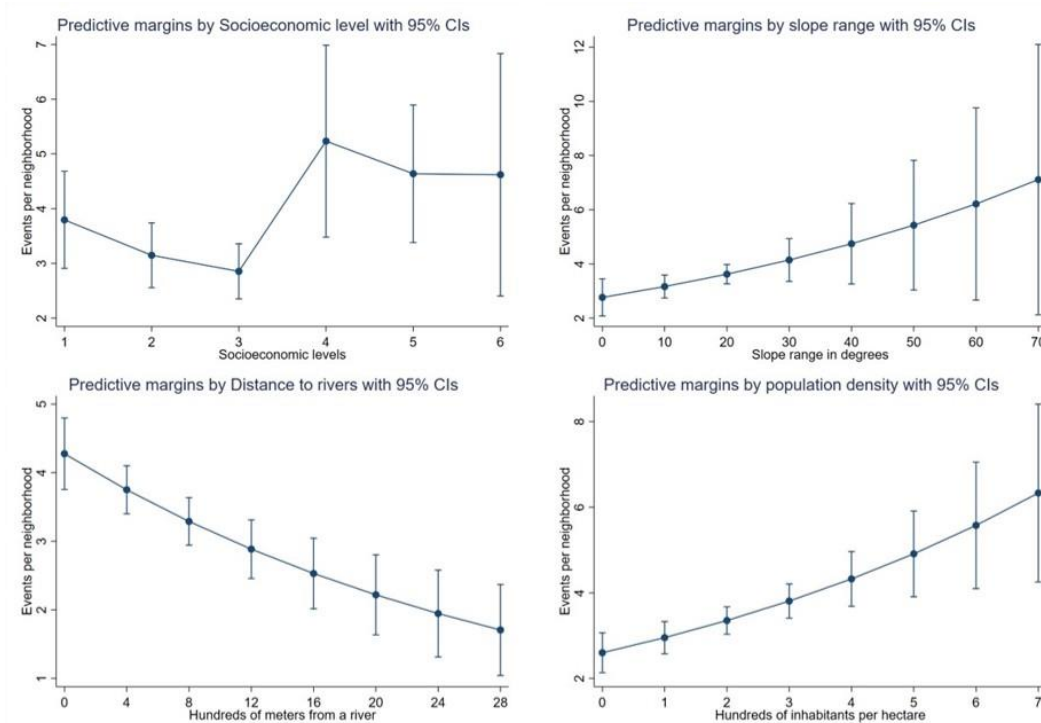 Predictive margins by Socioeconomic level with 95% CIs
Events per neighborhood
7
6
5
4
3
2
1 2 3 4 5 6
Socioeconomic levels
Predictive margins by slope range with 95% CIs
Events per neighborhood
12
10
8
6
4
2
0 10 20 30 40 50 60 70
Slope range in degrees
Predictive margins by Distance to rivers with 95% CIs
Events per neighborhood
5
4
3
2
1
0 4 8 12 16 20 24 28
Hundreds of meters from a river
Predictive margins by population density with 95% CIs
Events per neighborhood
8
6
4
2
0 1 2 3 4 5 6 7
Hundreds of inhabitants per hectare